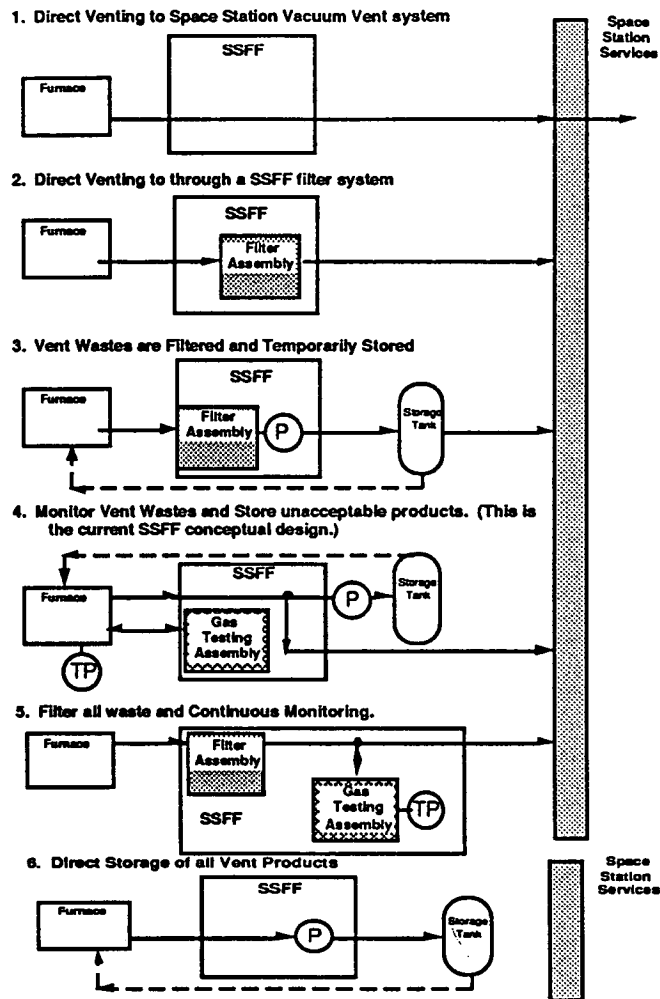 1. Direct Venting to Space Station Vacuum Vent system
Space
Station
Services
SSFF
Furnace
2. Direct Venting to through a SSFF filter system
SSFF
Furnace
Filter
Assembly
3. Vent Wastes are Filtered and Temporarily Stored
SSFF
Furnace
Filter
Assembly
P
Storage
Tank
4. Monitor Vent Wastes and Store unacceptable products. (This is
the current SSFF conceptual design.)
SSFF
Furnace
Gas
Testing
Assembly
P
Storage
Tank
TP
5. Filter all waste and Continuous Monitoring.
Furnace
Filter
Assembly
SSFF
Gas
Testing
Assembly
TP
6. Direct Storage of all Vent Products
Space
Station
Services
SSFF
Furnace
P
Storage
Tank